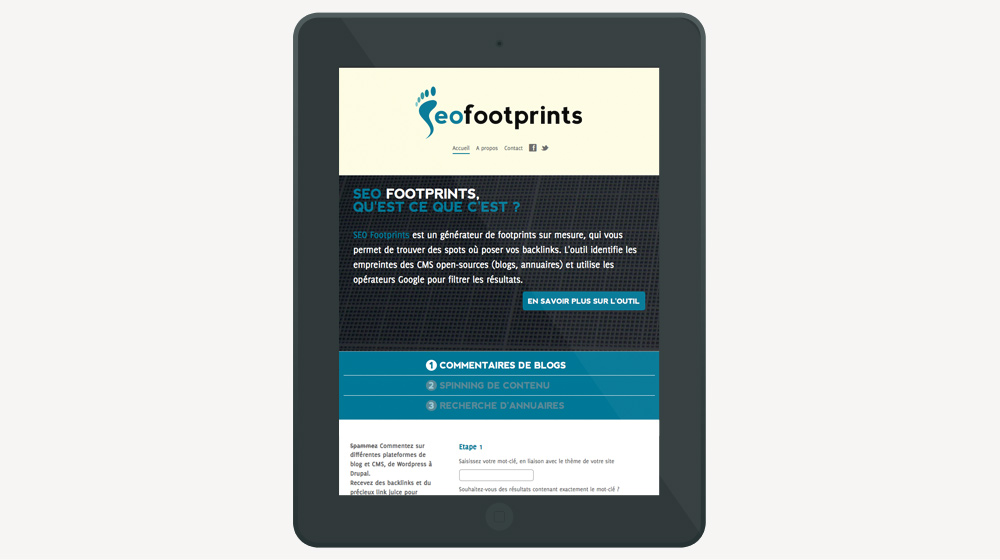 Seofootprints
Accueil A propos Contact
SEO FOOTPRINTS,
QU'EST CE QUE C'EST ?
SEO Footprints est un générateur de footprints sur mesure, qui vous
permet de trouver des spots où poser vos backlinks. L'outil identifie les
empreintes des CMS open-sources (blogs, annuaires) et utilise les
opérateurs Google pour filtrer les résultats.
EN SAVOIR PLUS SUR L'OUTIL
1 COMMENTAIRES DE BLOGS
2 SPINNING DE CONTENU
3 RECHERCHE D'ANNUAIRES
Spammez Commentez sur
différentes plateformes de
blog et CMS, de Wordpress à
Drupal.
Recevez des backlinks et du
précieux link juice pour
Etape 1
Saisissez votre mot-clé, en liaison avec le thème de votre site
Souhaitez-vous des résultats contenant exactement le mot-clé ?